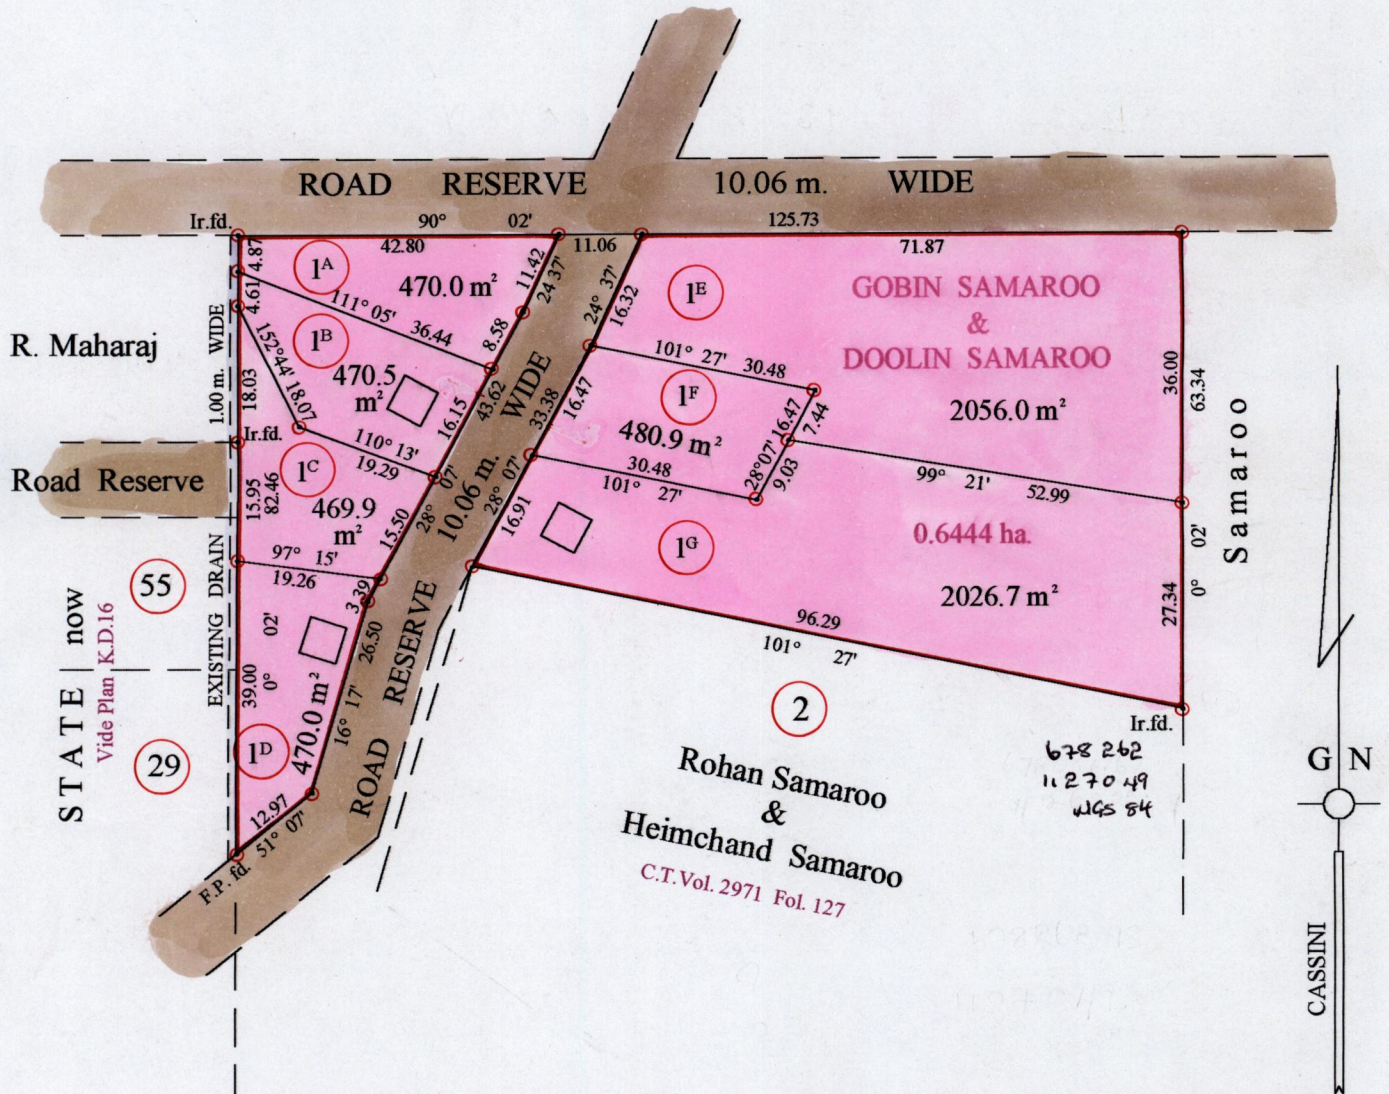 ROAD RESERVE 10.06 m. WIDE
Ir.fd.
90° 02'
125.73
42.80
11.06
71.87
4.87
1A
470.0 m²
11.42
24 37'
111° 05'
36.44
8.58
4.61
1B
470.5
m²
152°44'
18.07
18.03
1.00 m. WIDE
R. Maharaj
16.15
43.62
Ir.fd.
110° 13'
19.29
1C
469.9
m²
Road Reserve
15.95
82.46
15.50
28° 07'
97° 15'
19.26
3.39
EXISTING DRAIN
55
29
STATE now
Vide Plan K.D.16
0° 02'
39.00
26.50
16° 17'
470.0 m²
1D
12.97
51° 07'
F.P. fd.
10.06 m. WIDE
ROAD RESERVE
24° 37'
16.32
1E
GOBIN SAMAROO
&
DOOLIN SAMAROO
2056.0 m²
101° 27' 30.48
1F
480.9 m²
33.38
16.47
28° 07'
16.47
7.44
28°07'
9.03
30.48
101° 27'
16.91
1G
99° 21' 52.99
0.6444 ha.
2026.7 m²
36.00
63.34
0° 02'
27.34
Samaroo
96.29
101° 27'
Ir.fd.
2
Rohan Samaroo
&
Heimchand Samaroo
C.T.Vol. 2971 Fol. 127
678 262
11 270 49
WGS 84
G N
CASSINI